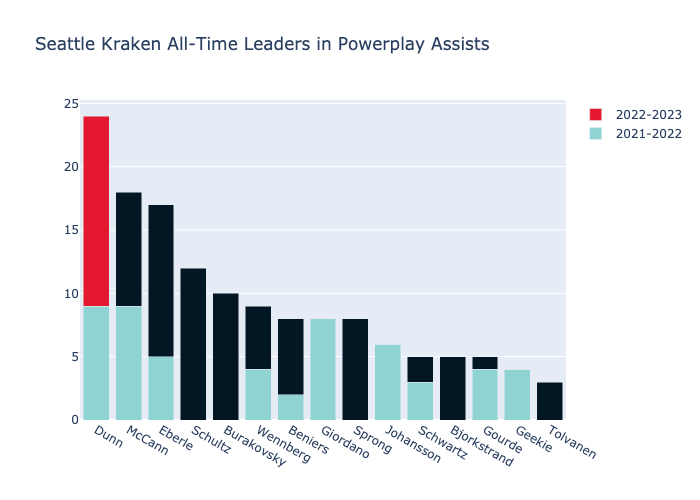 Seattle Kraken All-Time Leaders in Powerplay Assists
2022-2023
2021-2022
25
20
15
10
5
0
Dunn
McCann
Eberle
Schultz
Burakovsky
Wennberg
Beniers
Giordano
Sprong
Johansson
Schwartz
Bjorkstrand
Gourde
Geekie
Tolvanen